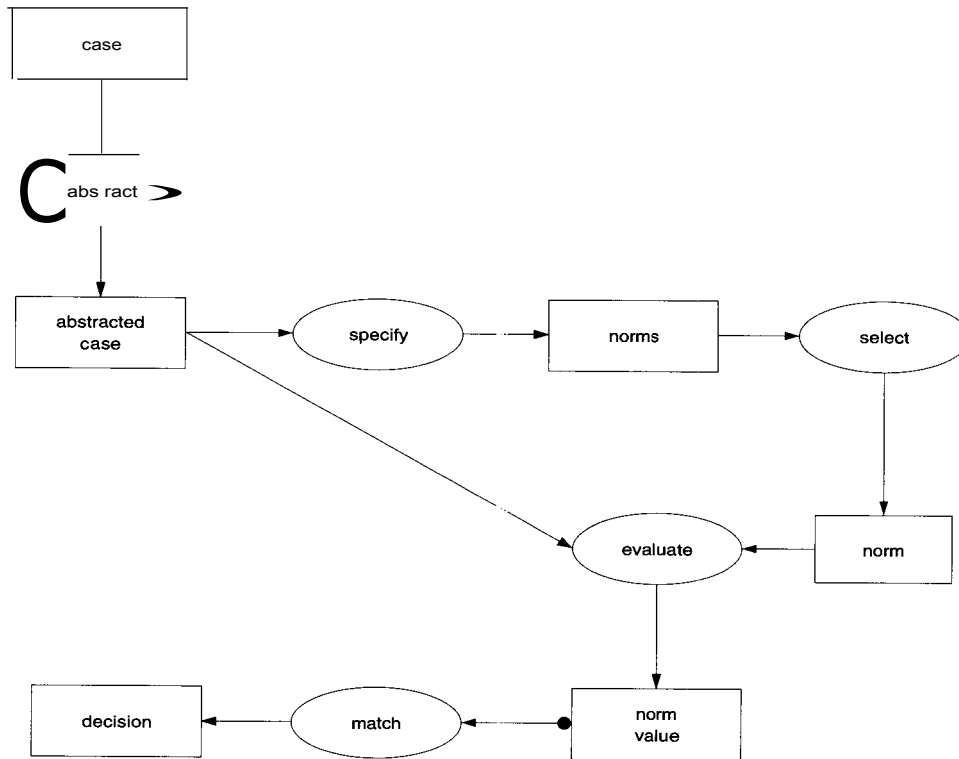 case
abs ract
abstracted
case
specify
norms
select
evaluate
norm
decision
match
norm
value